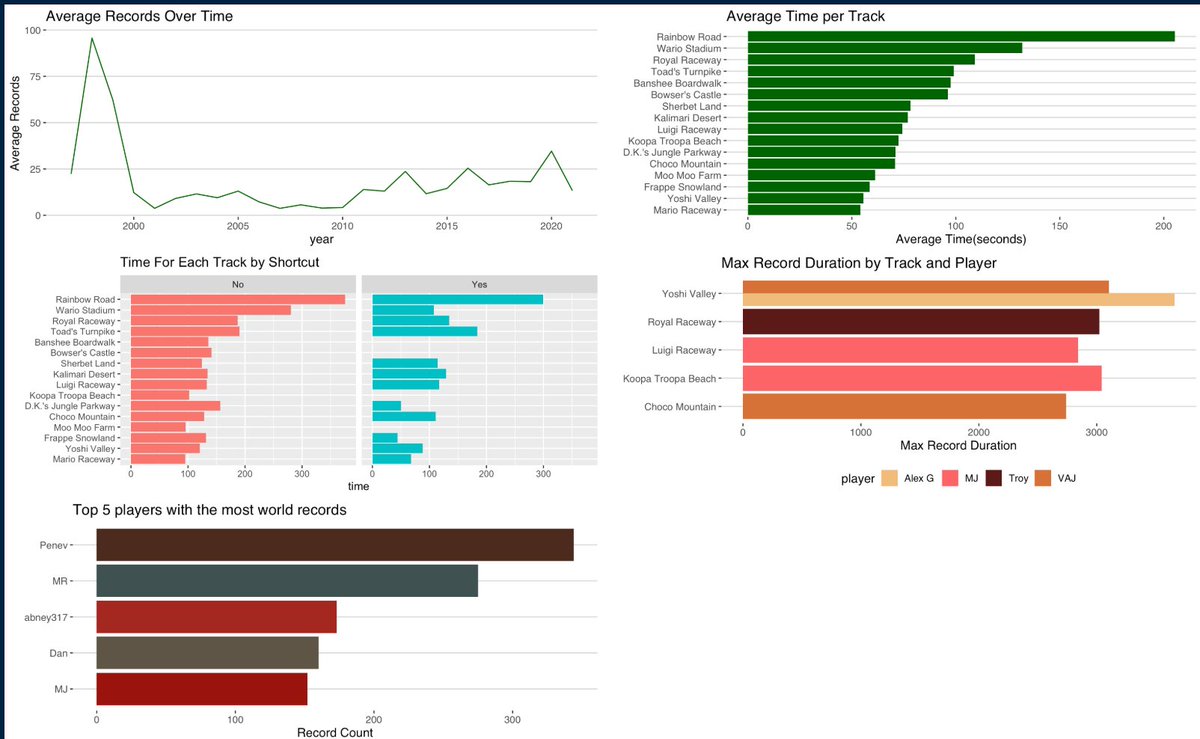 Average Records Over Time
100
75
50
25
0
Average Records
2000
2005
2010
2015
2020
year
Average Time per Track
Rainbow Road
Wario Stadium
Royal Raceway
Toad's Turnpike
Banshee Boardwalk
Bowser's Castle
Sherbet Land
Kalimari Desert
Luigi Raceway
Koopa Troopa Beach
D.K.'s Jungle Parkway
Choco Mountain
Moo Moo Farm
Frappe Snowland
Yoshi Valley
Mario Raceway
0
50
100
150
200
Average Time(seconds)
Time For Each Track by Shortcut
No
Yes
Rainbow Road
Wario Stadium
Royal Raceway
Toad's Turnpike
Banshee Boardwalk
Bowser's Castle
Sherbet Land
Kalimari Desert
Luigi Raceway
Koopa Troopa Beach
D.K.'s Jungle Parkway
Choco Mountain
Moo Moo Farm
Frappe Snowland
Yoshi Valley
Mario Raceway
0
100
200
300
0
100
200
300
time
Max Record Duration by Track and Player
Yoshi Valley
Royal Raceway
Luigi Raceway
Koopa Troopa Beach
Choco Mountain
0
1000
2000
3000
Max Record Duration
player
Alex G
MJ
Troy
VAJ
Top 5 players with the most world records
Penev
MR
abney317
Dan
MJ
0
100
200
300
Record Count